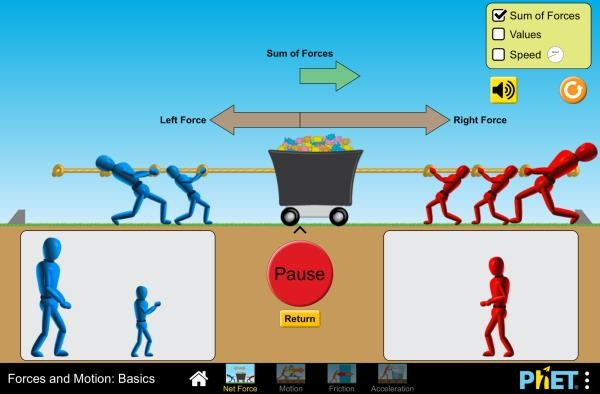 Sum of Forces
Values
Speed
Sum of Forces
Left Force
Right Force
Pause
Return
Forces and Motion: Basics
Net Force
Motion
Friction
Acceleration
PhET